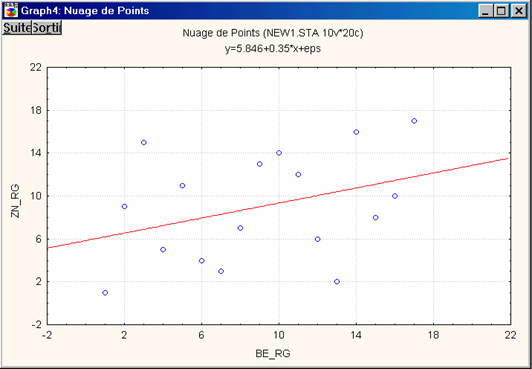 Graph4: Nuage de Points
Suite Sortie
Nuage de Points (NEW1.STA 10v*20c)
y=5.846+0.35*x+eps
ZN_RG
22
18
14
10
6
2
-2
-2 2 6 10 14 18 22
BE_RG